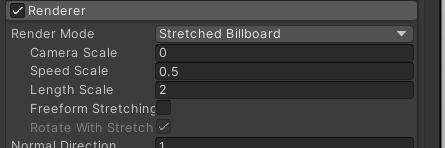 Renderer
Render Mode Stretched Billboard
Camera Scale 0
Speed Scale 0.5
Length Scale 2
Freeform Stretching
Rotate With Stretch
Normal Direction 1